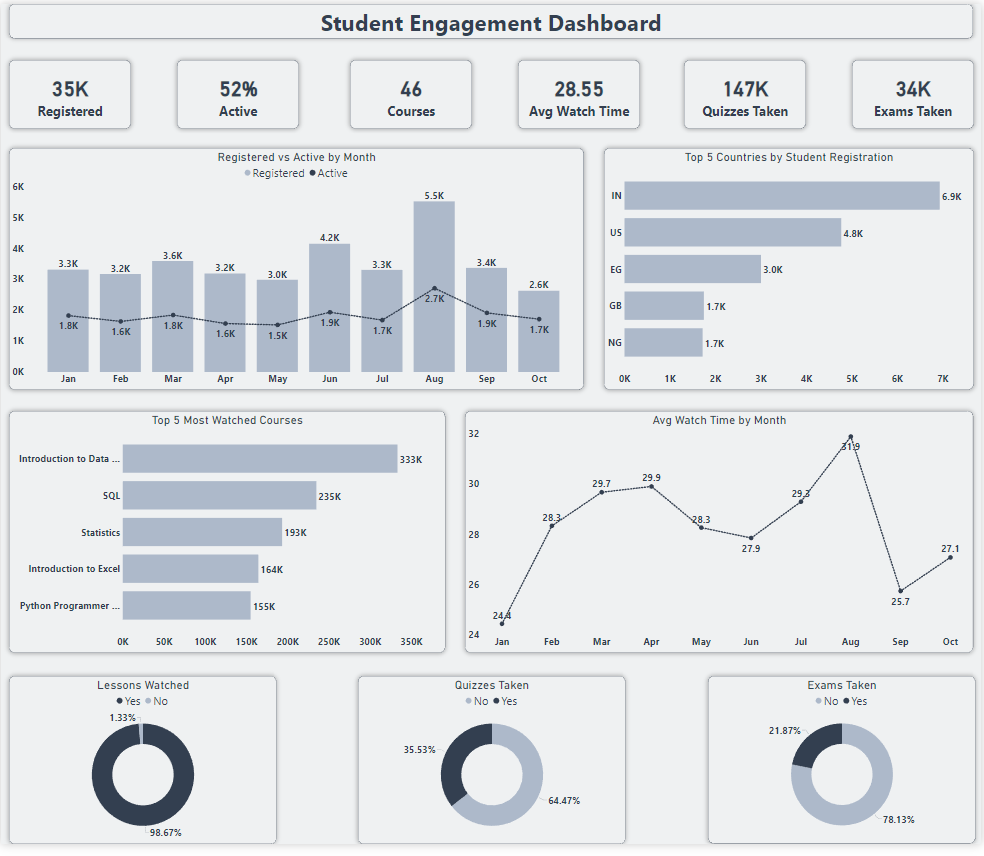 Student Engagement Dashboard
35K
Registered
52%
Active
46
Courses
28.55
Avg Watch Time
147K
Quizzes Taken
34K
Exams Taken
Registered vs Active by Month
Registered Active
6K
5K
4K
3K
2K
1K
0K
3.3K
3.2K
3.6K
3.2K
3.0K
4.2K
3.3K
5.5K
3.4K
2.6K
1.8K
1.6K
1.8K
1.6K
1.5K
1.9K
1.7K
2.7K
1.9K
1.7K
Jan Feb Mar Apr May Jun Jul Aug Sep Oct
Top 5 Countries by Student Registration
IN 6.9K
US 4.8K
EG 3.0K
GB 1.7K
NG 1.7K
0K 1K 2K 3K 4K 5K 6K 7K
Top 5 Most Watched Courses
Introduction to Data ... 333K
SQL 235K
Statistics 193K
Introduction to Excel 164K
Python Programmer ... 155K
0K 50K 100K 150K 200K 250K 300K 350K
Avg Watch Time by Month
32
30
28
26
24
24.4
28.3
29.7
29.9
28.3
27.9
29.3
31.9
25.7
27.1
Jan Feb Mar Apr May Jun Jul Aug Sep Oct
Lessons Watched
Yes No
1.33%
98.67%
Quizzes Taken
No Yes
35.53%
64.47%
Exams Taken
No Yes
21.87%
78.13%